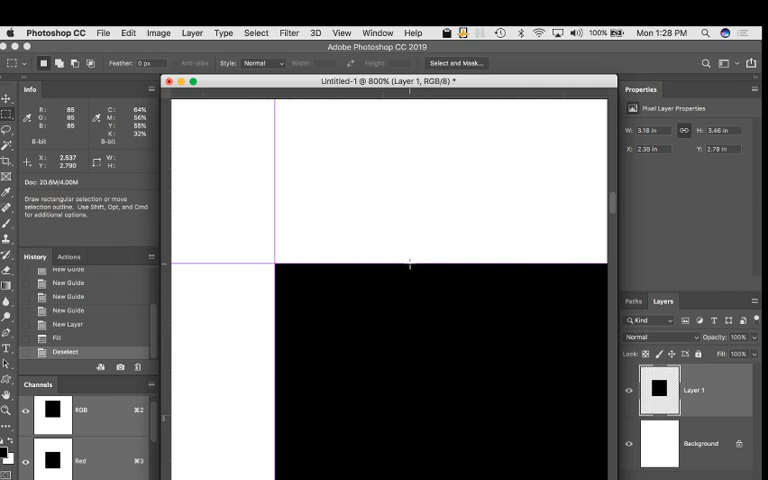 Photoshop CC File Edit Image Layer Type Select Filter 3D View Window Help 100% Mon 1:28 PM
Adobe Photoshop CC 2019
Feather: 0 px Anti-alias Style: Normal Width: Height: Select and Mask...
Untitled-1 @ 800% (Layer 1, RGB/8) *
Info
R: 85 C: 64%
G: 85 M: 56%
B: 85 Y: 55%
K: 32%
8-bit 8-bit
X: 2.537 W:
Y: 2.790 H:
Doc: 20.6M/4.00M
Draw rectangular selection or move
selection outline. Use Shift, Opt, and Cmd
for additional options.
History Actions
New Guide
New Guide
New Guide
New Guide
New Layer
Fill
Deselect
Channels
RGB ⌘2
Red ⌘3
Properties
Pixel Layer Properties
W: 3.18 in H: 3.46 in
X: 2.35 in Y: 2.79 in
Paths Layers
Kind
Normal Opacity: 100%
Lock: Fill: 100%
Layer 1
Background